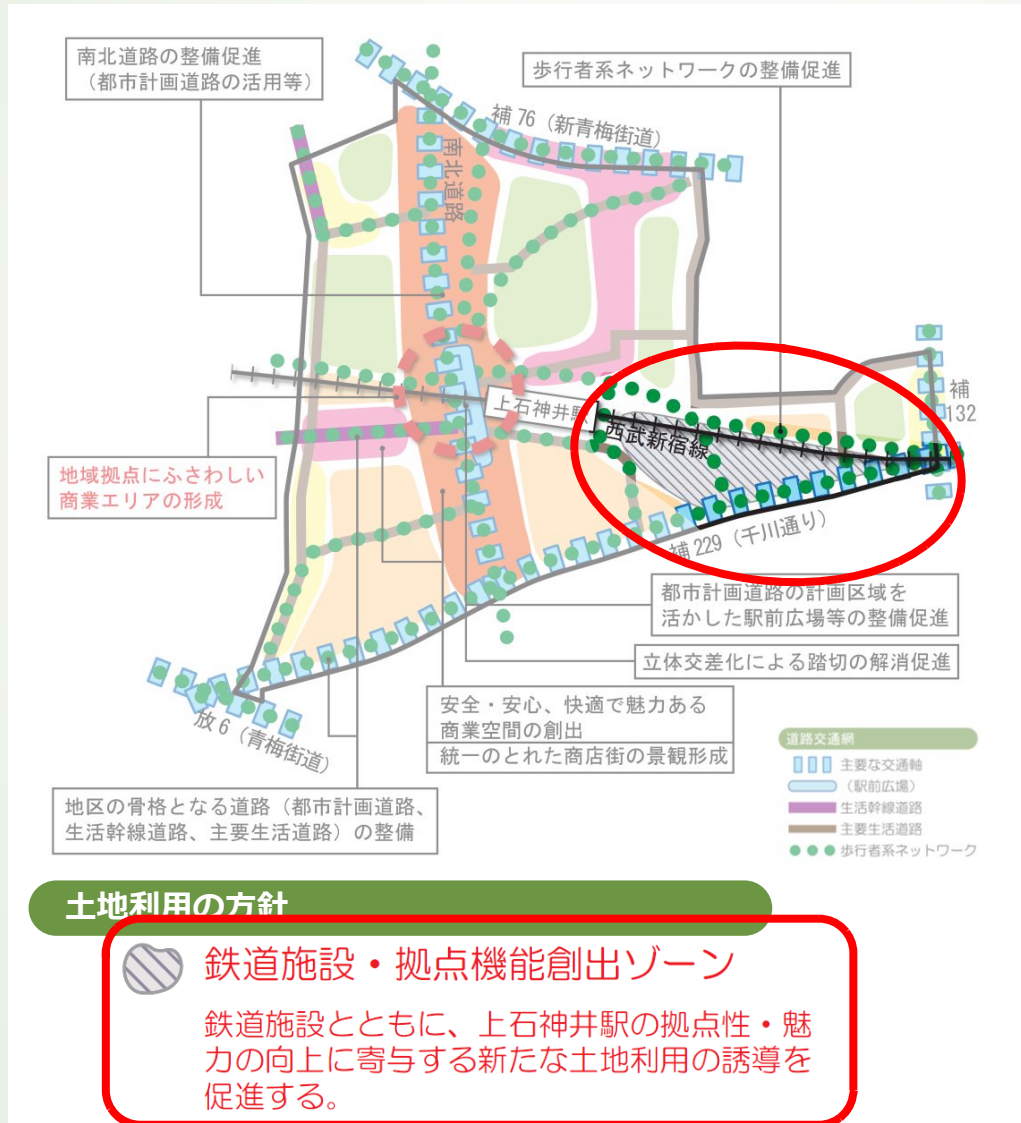 南北道路の整備促進
（都市計画道路の活用等）
歩行者系ネットワークの整備促進
補 76（新青梅街道）
南北道路
上石神井駅
西武新宿線
補
132
地域拠点にふさわしい
商業エリアの形成
補 229（千川通り）
都市計画道路の計画区域を
活かした駅前広場等の整備促進
立体交差化による踏切の解消促進
安全・安心、快適で魅力ある
商業空間の創出
統一のとれた商店街の景観形成
放 6（青梅街道）
地区の骨格となる道路（都市計画道路、
生活幹線道路、主要生活道路）の整備
道路交通網
主要な交通軸
（駅前広場）
生活幹線道路
主要生活道路
歩行者系ネットワーク
土地利用の方針
鉄道施設・拠点機能創出ゾーン
鉄道施設とともに、上石神井駅の拠点性・魅
力の向上に寄与する新たな土地利用の誘導を
促進する。